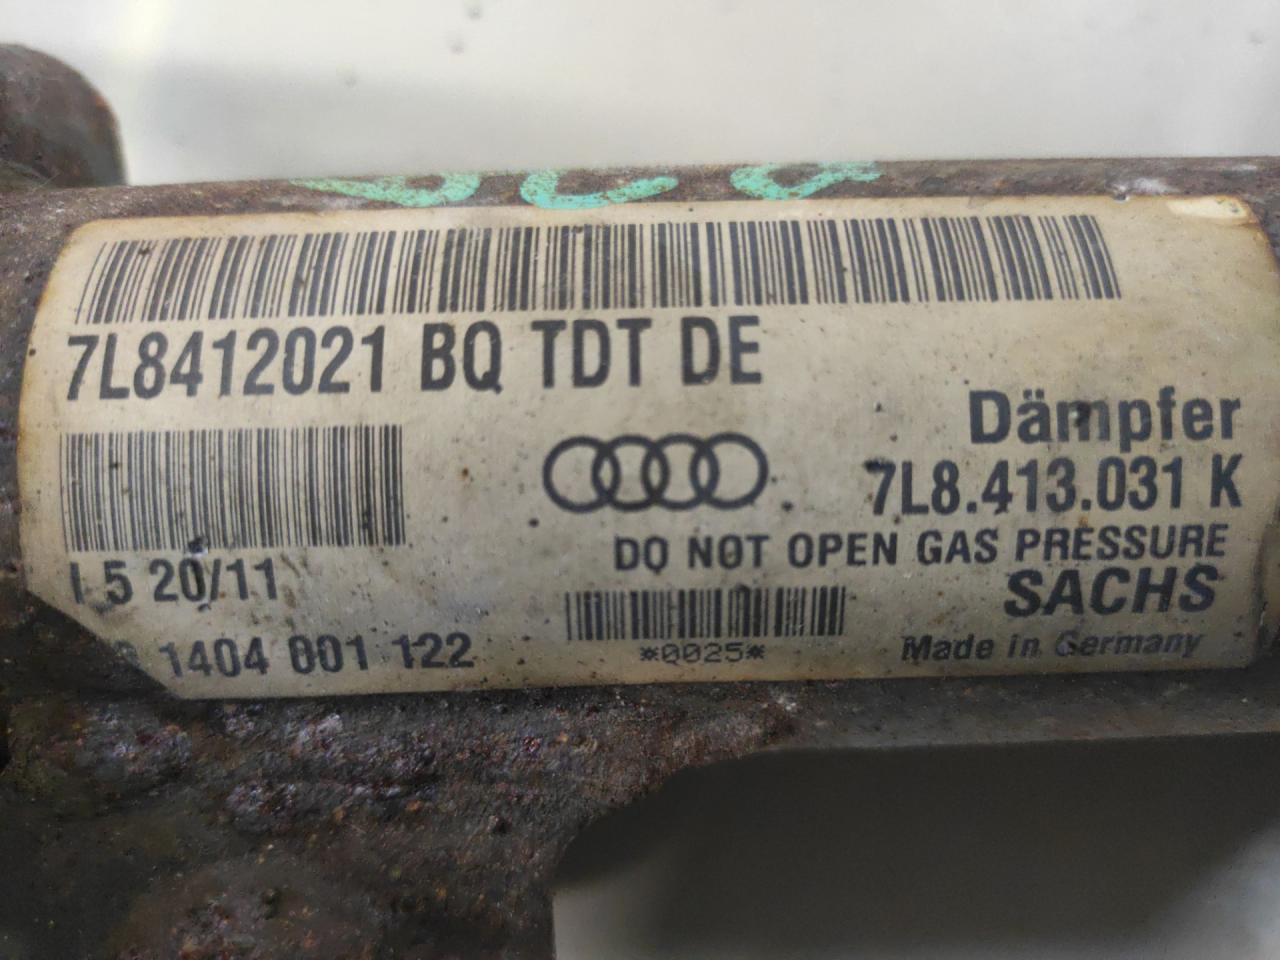 7L8412021 BQ TDT DE
Dämpfer
7L8.413.031 K
DO NOT OPEN GAS PRESSURE
I 5 20/11
SACHS
1404 001 122
*0025*
Made in Germany